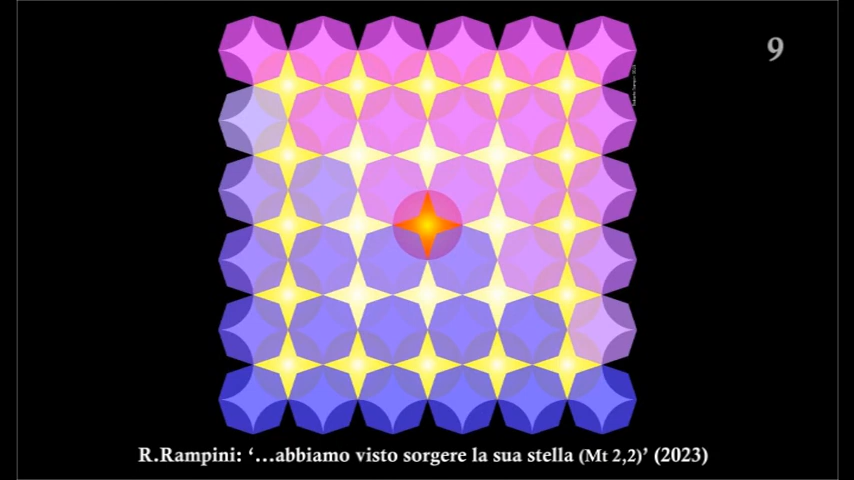 9
R.Rampini: ‘...abbiamo visto sorgere la sua stella (Mt 2,2)’ (2023)